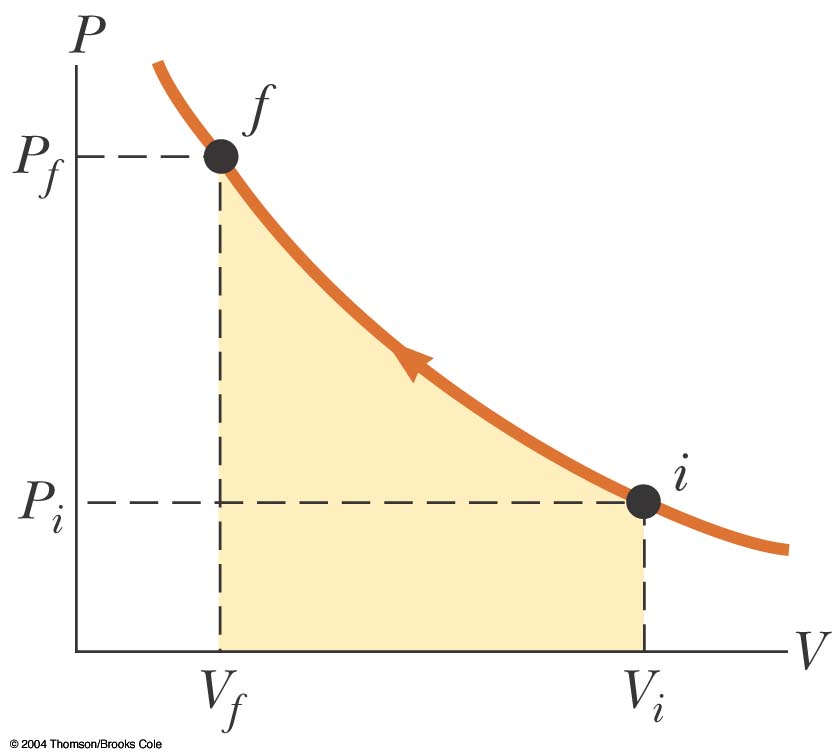 P
f
P_f
i
P_i
V
V_f
V_i
© 2004 Thomson/Brooks Cole